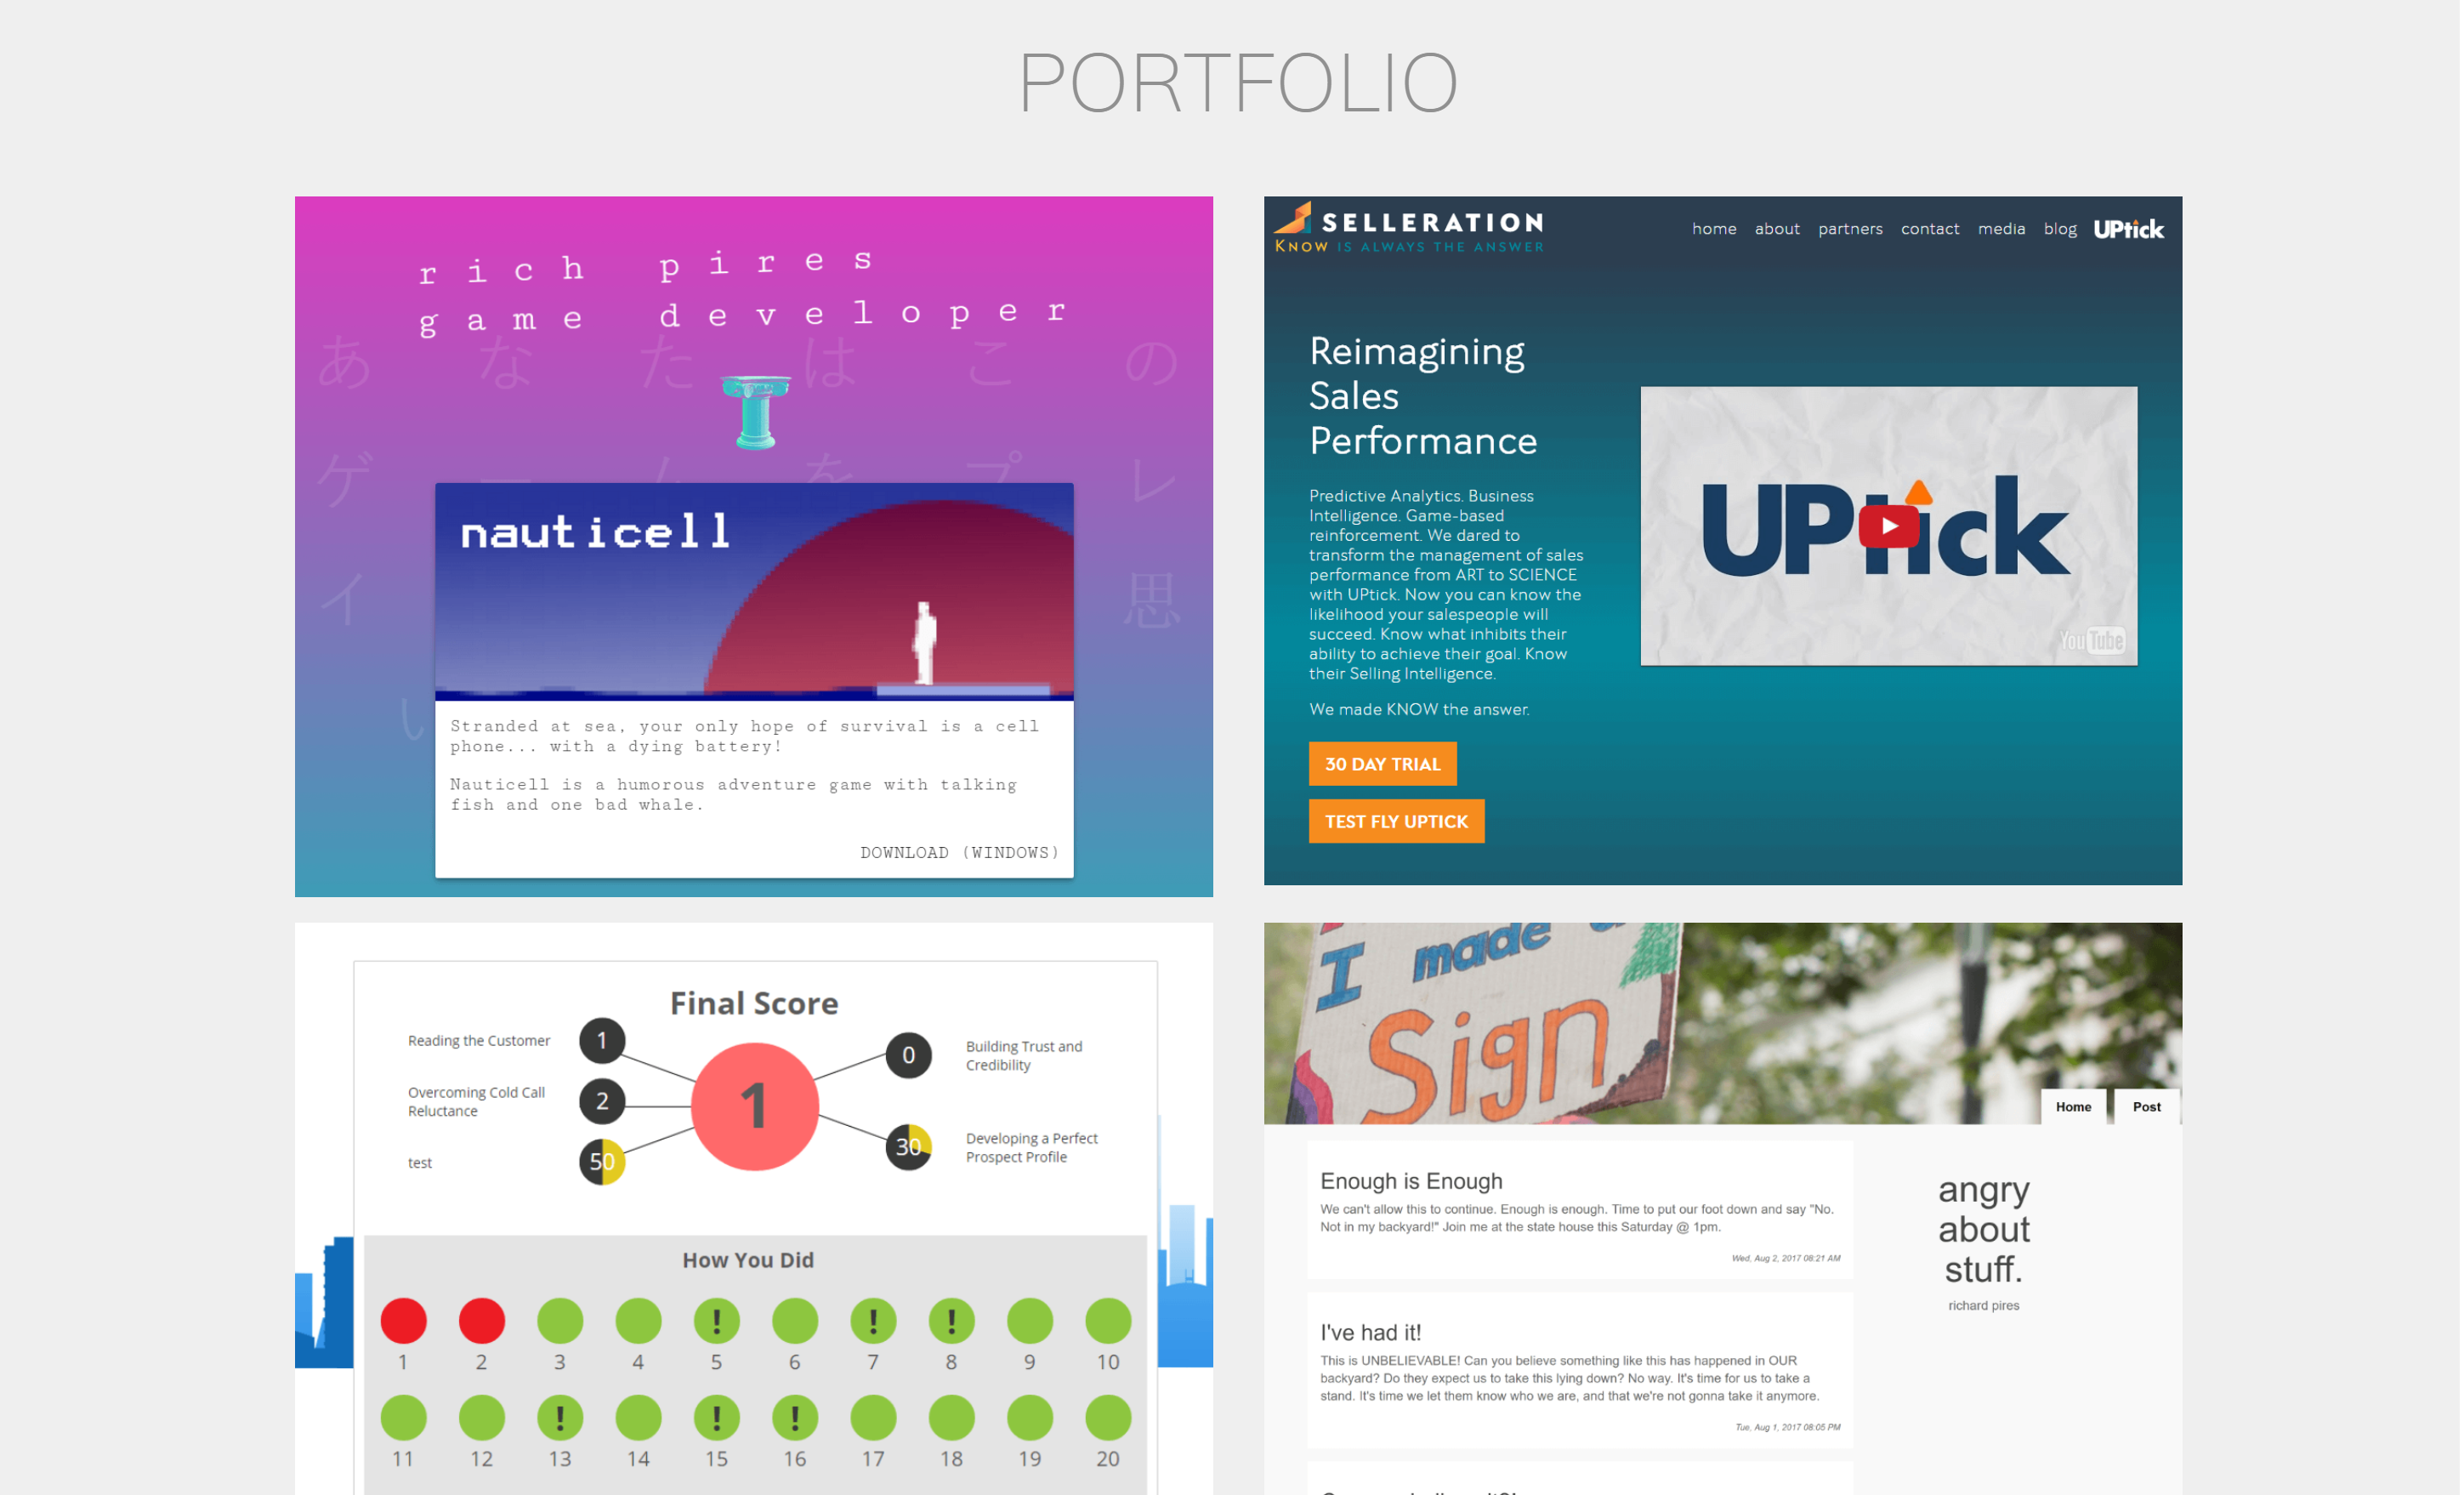 PORTFOLIO
rich pires
game developer
あなたはこの
ゲームをプレ
イ 思
い
nauticell
Stranded at sea, your only hope of survival is a cell
phone... with a dying battery!
Nauticell is a humorous adventure game with talking
fish and one bad whale.
DOWNLOAD (WINDOWS)
SELLERATION
KNOW IS ALWAYS THE ANSWER
home about partners contact media blog UPtick
Reimagining
Sales
Performance
Predictive Analytics. Business
Intelligence. Game-based
reinforcement. We dared to
transform the management of sales
performance from ART to SCIENCE
with UPtick. Now you can know the
likelihood your salespeople will
succeed. Know what inhibits their
ability to achieve their goal. Know
their Selling Intelligence.
We made KNOW the answer.
30 DAY TRIAL
TEST FLY UPTICK
UPtick
YouTube
Final Score
Reading the Customer
1
Overcoming Cold Call
Reluctance
2
test
50
1
0
Building Trust and
Credibility
30
Developing a Perfect
Prospect Profile
How You Did
! ! !
1 2 3 4 5 6 7 8 9 10
! ! !
11 12 13 14 15 16 17 18 19 20
I made
Sign
Home Post
Enough is Enough
We can't allow this to continue. Enough is enough. Time to put our foot down and say "No.
Not in my backyard!" Join me at the state house this Saturday @ 1pm.
Wed, Aug 2, 2017 08:21 AM
I've had it!
This is UNBELIEVABLE! Can you believe something like this has happened in OUR
backyard? Do they expect us to take this lying down? No way. It's time for us to take a
stand. It's time we let them know who we are, and that we're not gonna take it anymore.
Tue, Aug 1, 2017 08:05 PM
angry
about
stuff.
richard pires